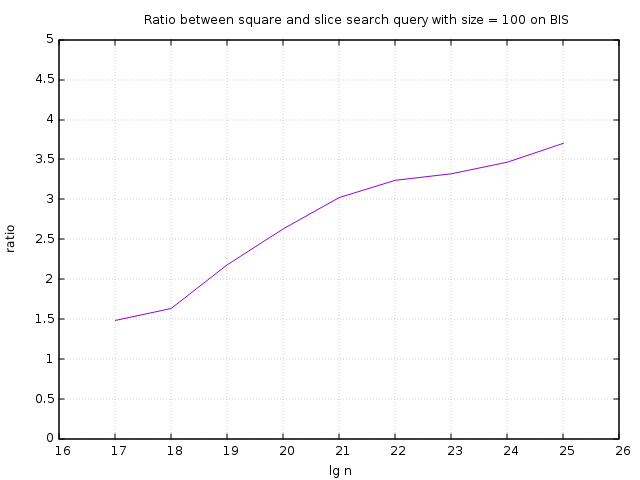 Ratio between square and slice search query with size = 100 on BIS
5
4.5
4
3.5
3
2.5
2
1.5
1
0.5
0
ratio
16 17 18 19 20 21 22 23 24 25 26
lg n